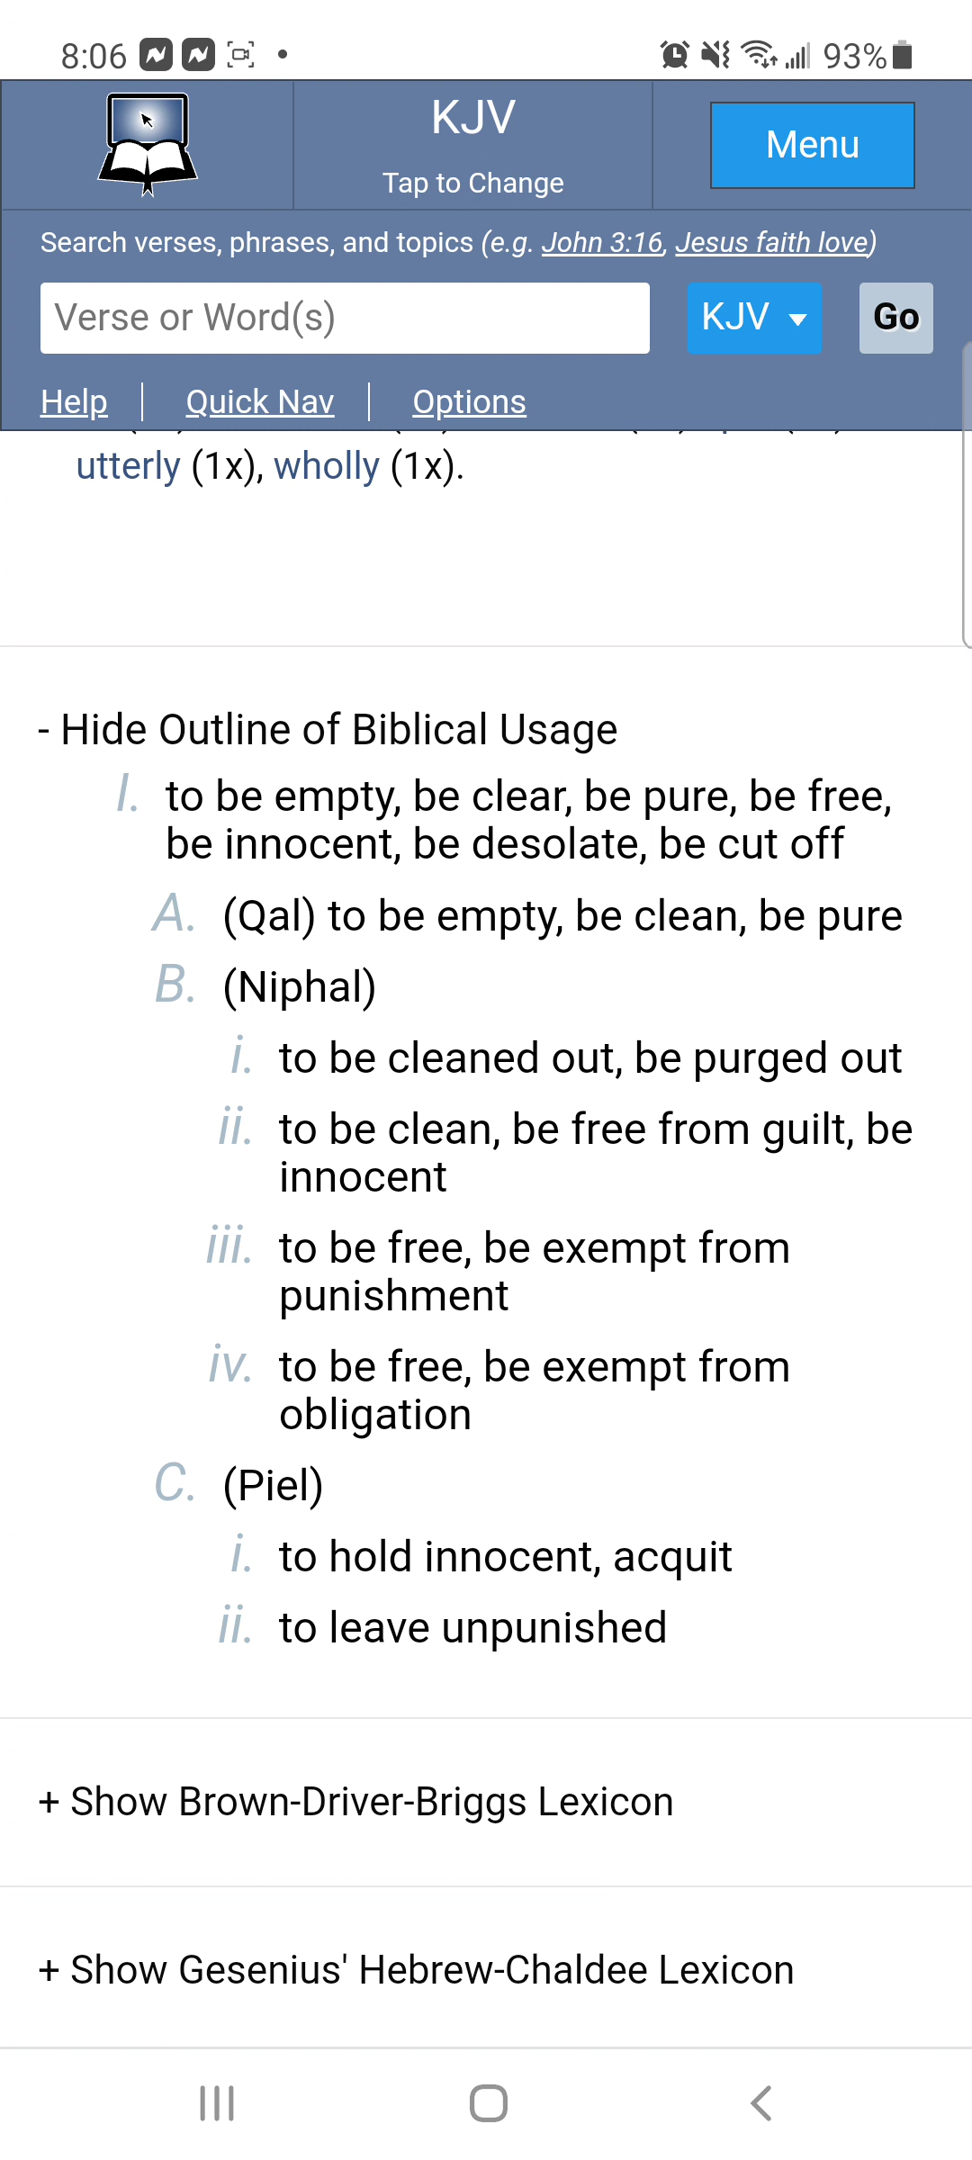 8:06
93%
KJV
Tap to Change
Menu
Search verses, phrases, and topics (e.g. John 3:16, Jesus faith love)
Verse or Word(s)
KJV
Go
Help
Quick Nav
Options
utterly (1x), wholly (1x).
- Hide Outline of Biblical Usage
I. to be empty, be clear, be pure, be free,
be innocent, be desolate, be cut off
A. (Qal) to be empty, be clean, be pure
B. (Niphal)
i. to be cleaned out, be purged out
ii. to be clean, be free from guilt, be
innocent
iii. to be free, be exempt from
punishment
iv. to be free, be exempt from
obligation
C. (Piel)
i. to hold innocent, acquit
ii. to leave unpunished
+ Show Brown-Driver-Briggs Lexicon
+ Show Gesenius' Hebrew-Chaldee Lexicon